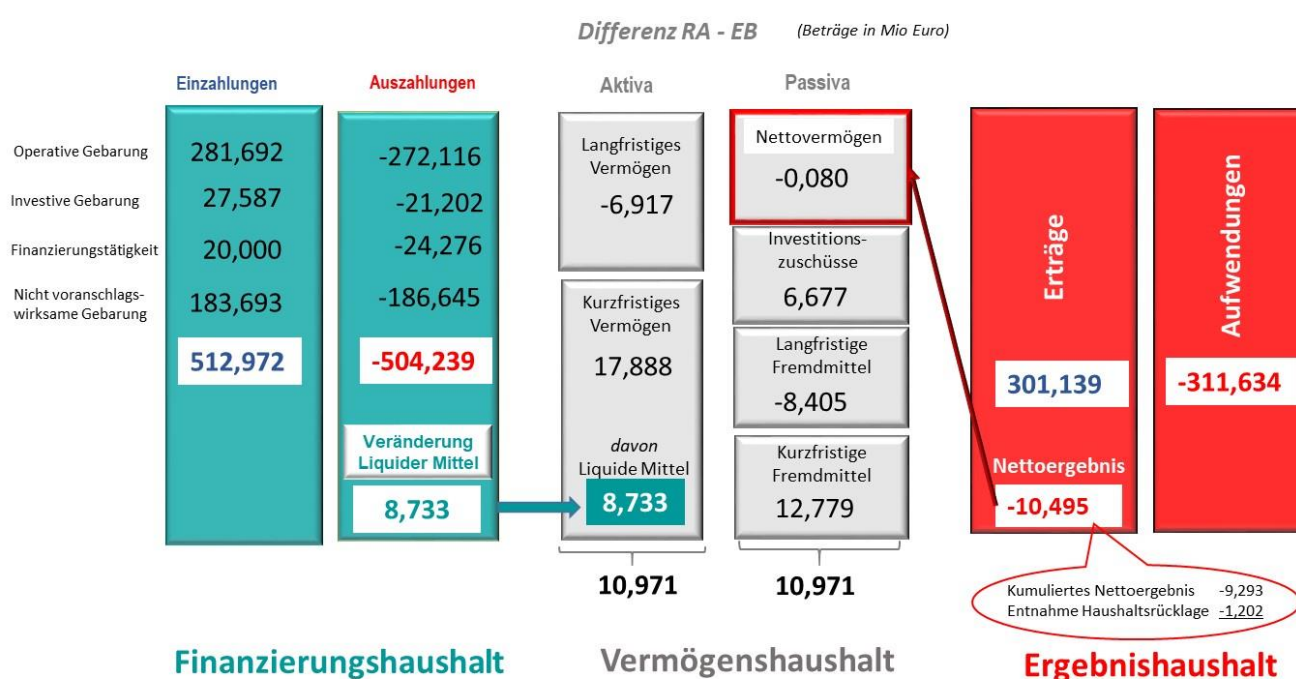 Differenz RA - EB (Beträge in Mio Euro)
Einzahlungen
Auszahlungen
Aktiva
Passiva
Operative Gebarung 281,692 -272,116
Investive Gebarung 27,587 -21,202
Finanzierungstätigkeit 20,000 -24,276
Nicht voranschlags-
wirksame Gebarung 183,693 -186,645
512,972 -504,239
Veränderung
Liquider Mittel
8,733
Langfristiges
Vermögen
-6,917
Kurzfristiges
Vermögen
17,888
davon
Liquide Mittel
8,733
10,971
Nettovermögen
-0,080
Investitions-
zuschüsse
6,677
Langfristige
Fremdmittel
-8,405
Kurzfristige
Fremdmittel
12,779
10,971
Erträge
301,139
Nettoergebnis
-10,495
Aufwendungen
-311,634
Kumuliertes Nettoergebnis -9,293
Entnahme Haushaltsrücklage -1,202
Finanzierungshaushalt
Vermögenshaushalt
Ergebnishaushalt